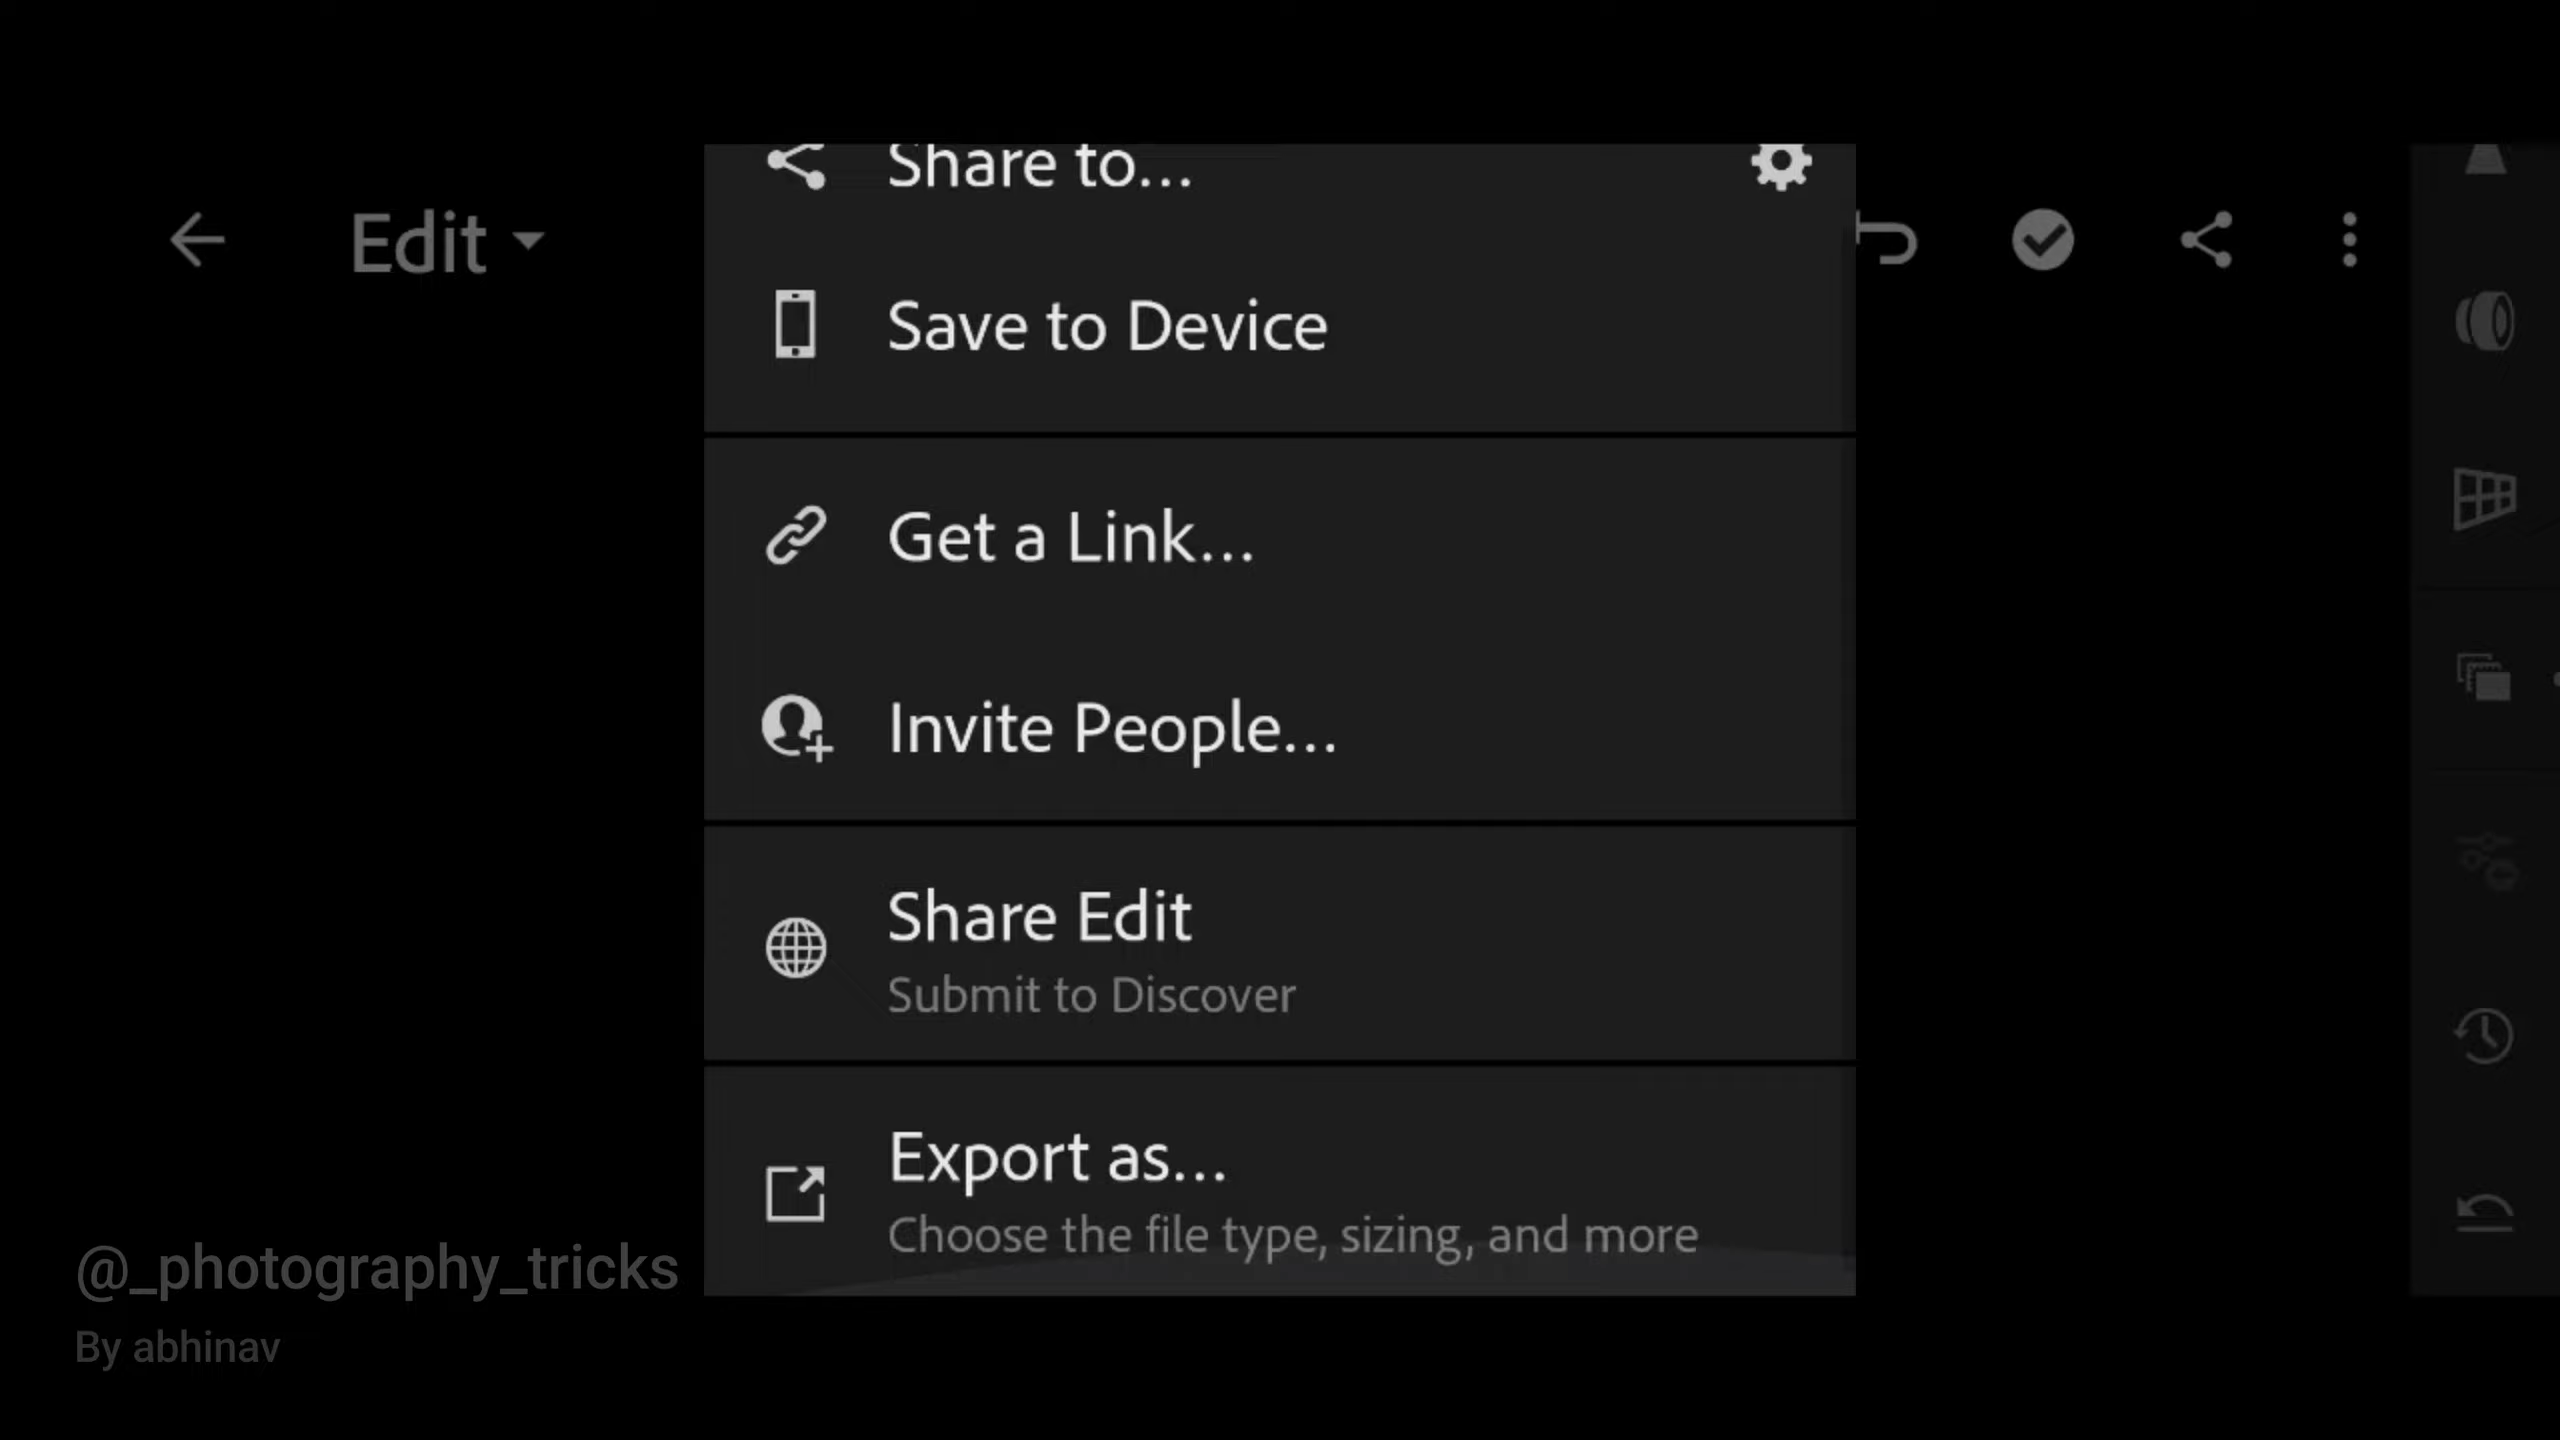 Share to...
Edit
Save to Device
Get a Link...
Invite People...
Share Edit
Submit to Discover
Export as...
Choose the file type, sizing, and more
@_photography_tricks
By abhinav